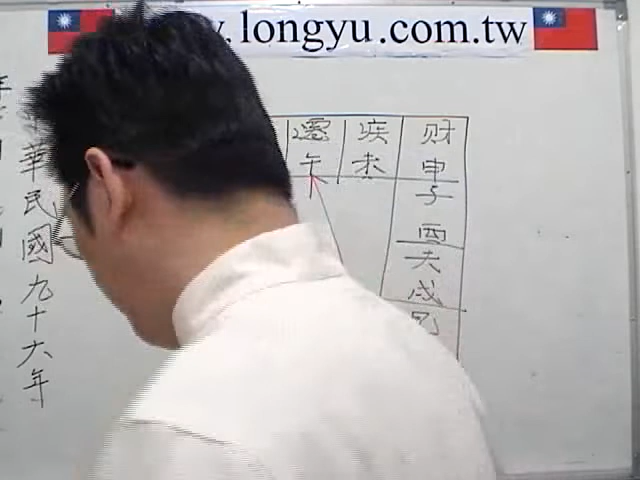 .longyu.com.tw
華民國九十六年
遷 疾 财
午 未 申
子
酉
夫
戌